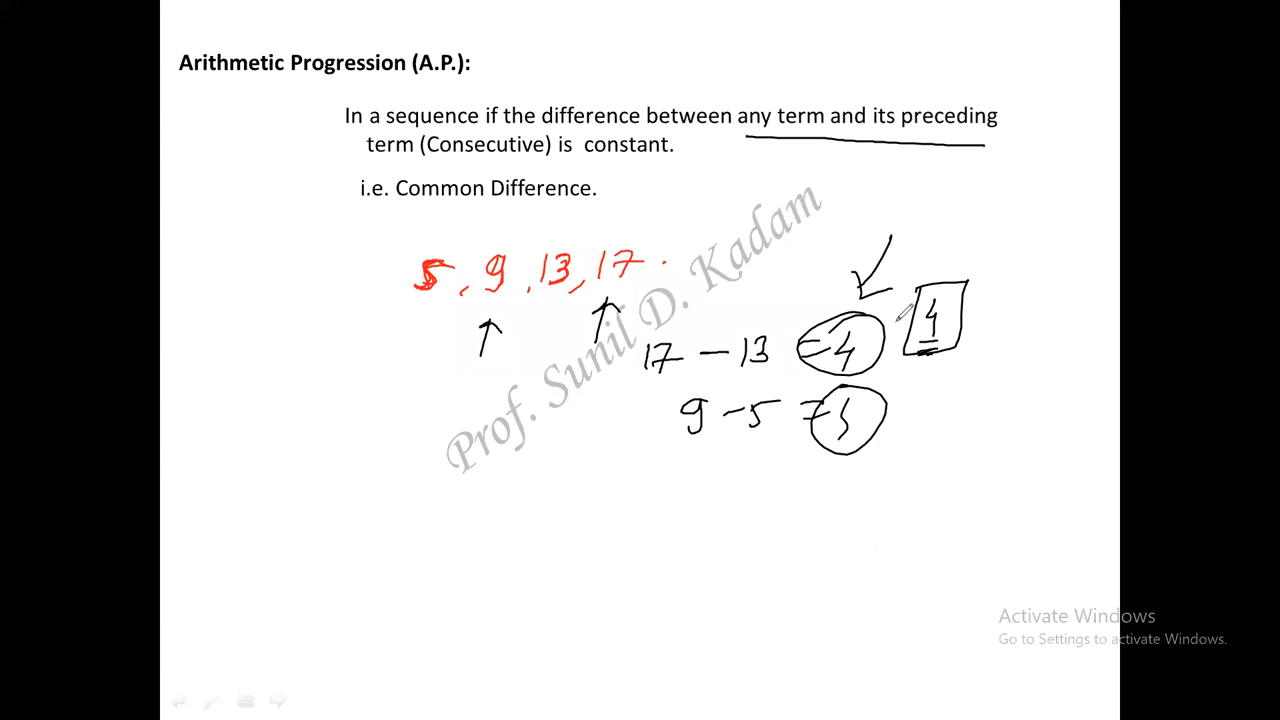 Arithmetic Progression (A.P.):
In a sequence if the difference between any term and its preceding
term (Consecutive) is constant.
i.e. Common Difference.
5, 9, 13, 17.
17 - 13 = 4
4
9 - 5 =
Prof. Sunil D. Kadam
Activate Windows
Go to Settings to activate Windows.